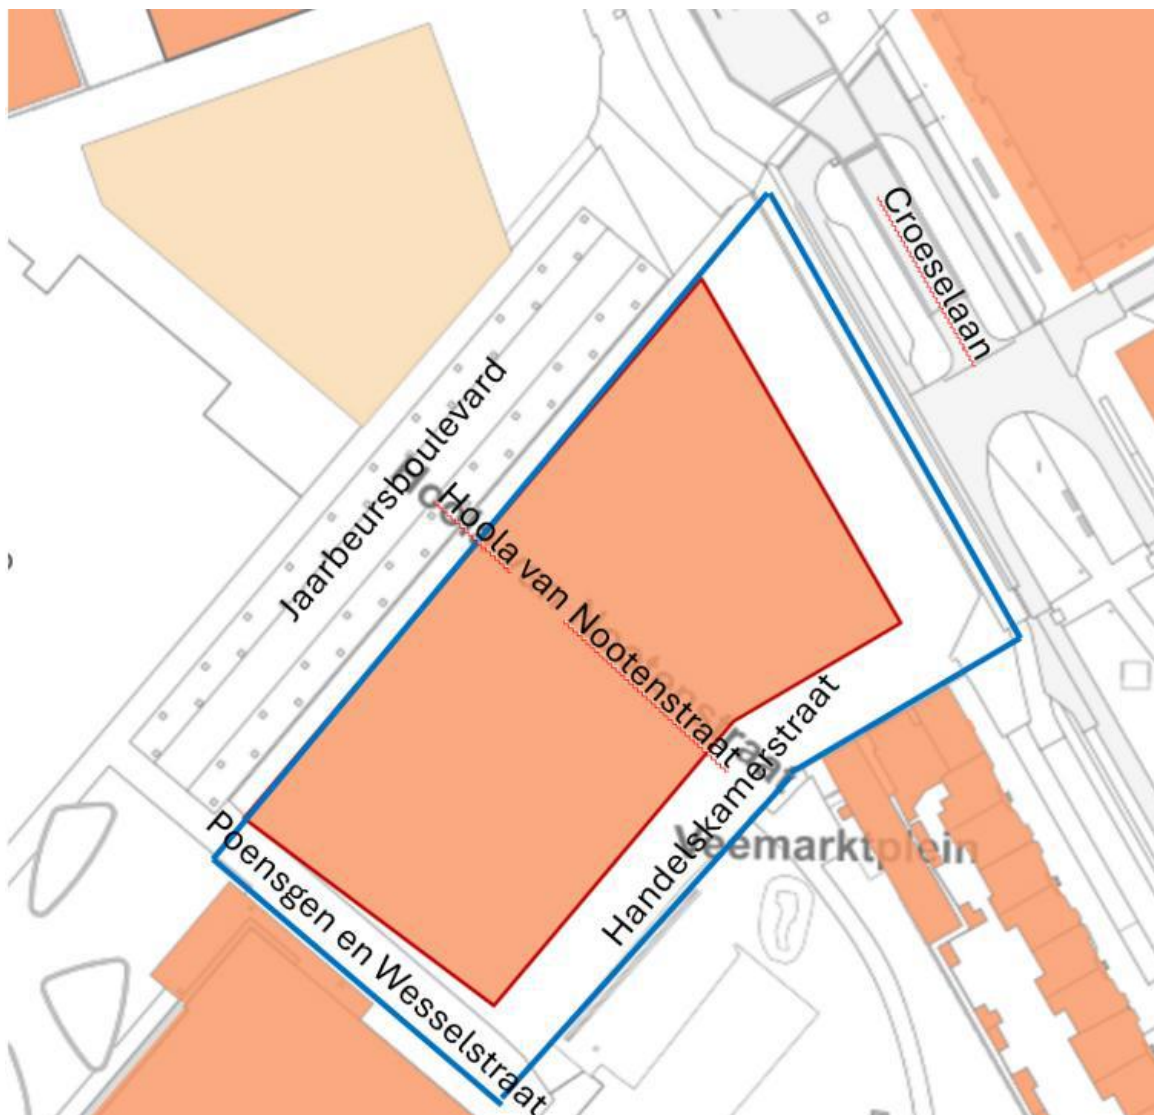 Croeselaan
Jaarbeursboulevard
Hoola van Nootenstraat
Handelskamerstraat
Veemarktplein
Poensgen en Wesselstraat